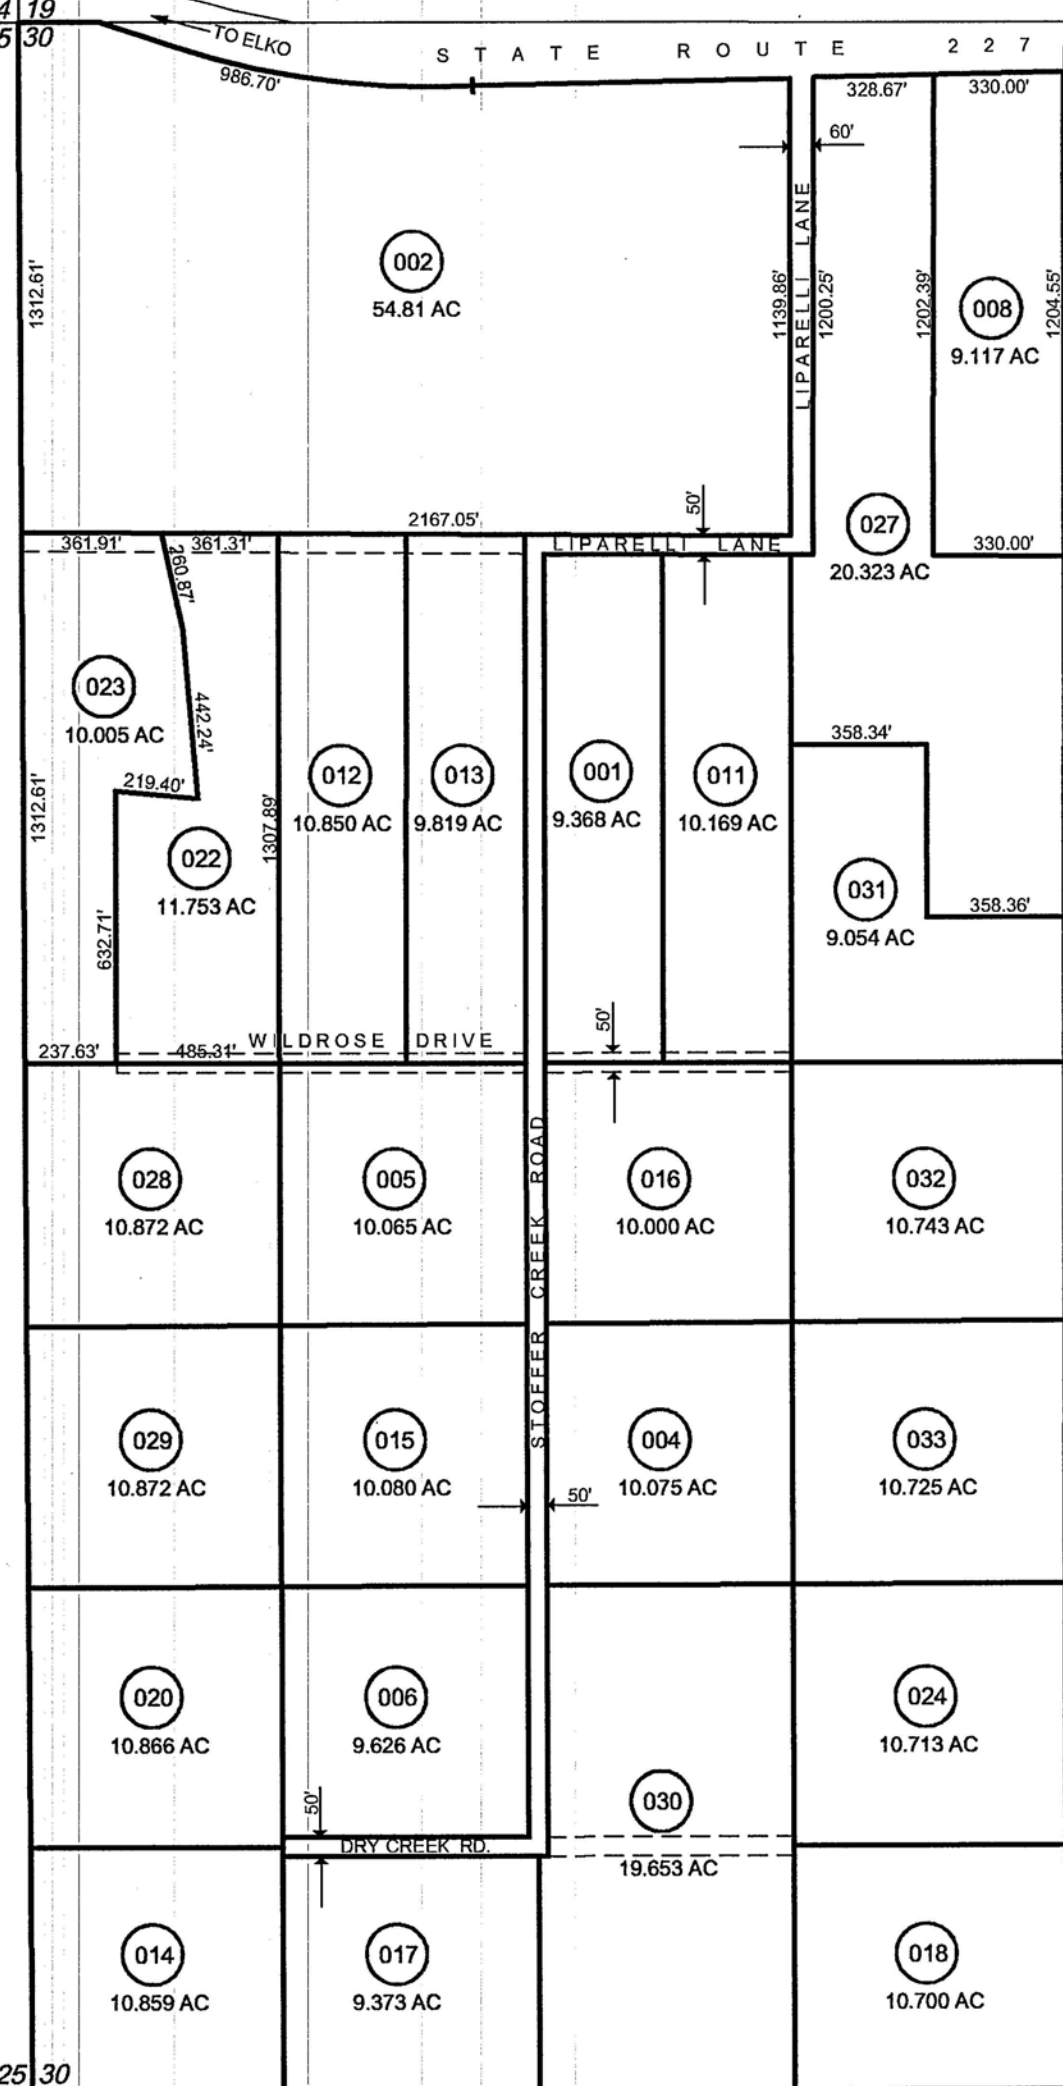 4 19
5 30
TO ELKO
STATE ROUTE 227
986.70'
328.67'
330.00'
60'
1312.61'
002
54.81 AC
1139.86'
LIPARELLI LANE
1200.25'
1202.39'
008
9.117 AC
1204.55'
50'
2167.05'
027
20.323 AC
361.91'
361.31'
LIPARELLI LANE
330.00'
260.87'
023
10.005 AC
442.24'
219.40'
358.34'
012
10.850 AC
013
9.819 AC
001
9.368 AC
011
10.169 AC
1312.61'
1307.89'
022
11.753 AC
031
9.054 AC
358.36'
632.71'
50'
WILDROSE DRIVE
237.63'
485.31'
028
10.872 AC
005
10.065 AC
STOFFER CREEK ROAD
016
10.000 AC
032
10.743 AC
029
10.872 AC
015
10.080 AC
004
10.075 AC
033
10.725 AC
50'
020
10.866 AC
006
9.626 AC
024
10.713 AC
50'
030
19.653 AC
DRY CREEK RD.
014
10.859 AC
017
9.373 AC
018
10.700 AC
25 30